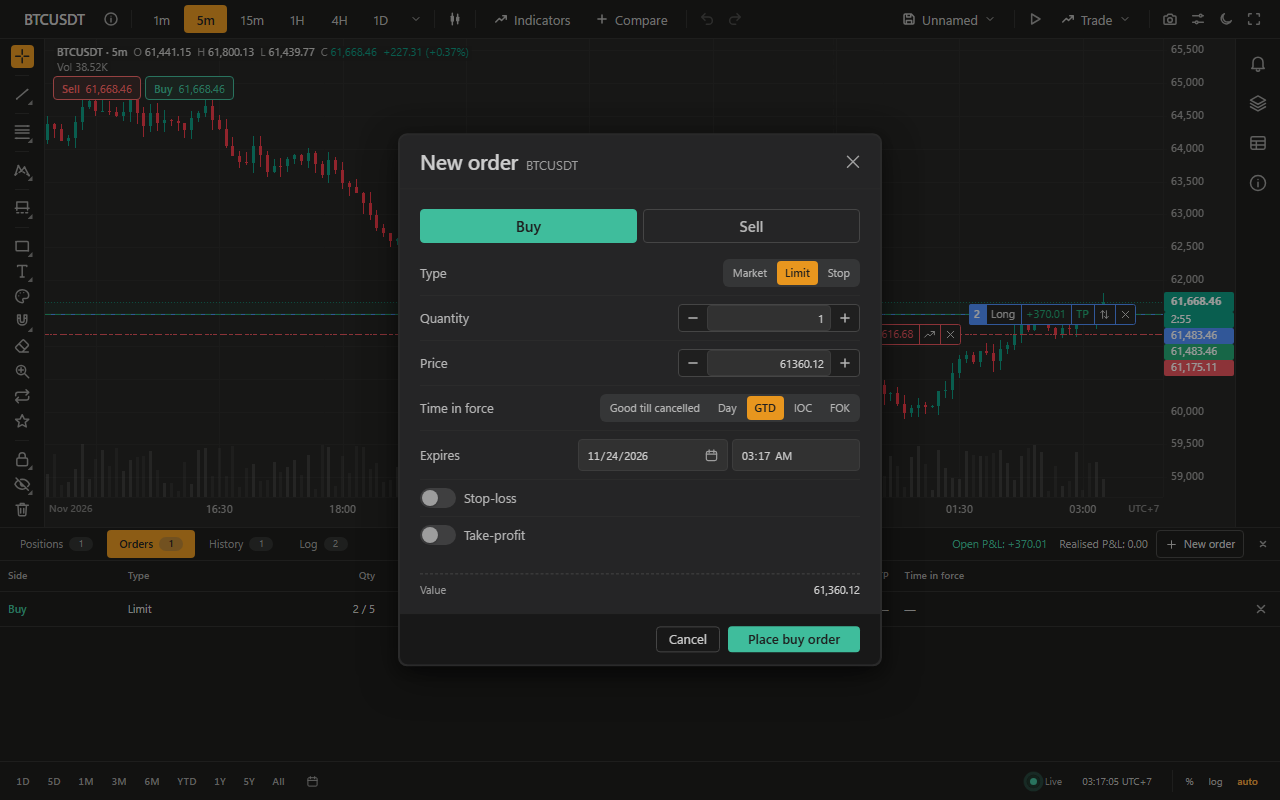 BTCUSDT 1m 5m 15m 1H 4H 1D Indicators Compare Unnamed Trade
BTCUSDT · 5m O 61,441.15 H 61,800.13 L 61,439.77 C 61,668.46 +227.31 (+0.37%)
Vol 38.52K
Sell 61,668.46 Buy 61,668.46
65,500
65,000
64,500
64,000
63,500
63,000
62,500
62,000
61,668.46
2:55
61,483.46
61,483.46
61,175.11
60,000
59,500
59,000
2 Long +370.01 TP
616.68
New order BTCUSDT
Buy Sell
Type Market Limit Stop
Quantity 1
Price 61360.12
Time in force Good till cancelled Day GTD IOC FOK
Expires 11/24/2026 03:17 AM
Stop-loss
Take-profit
Value 61,360.12
Cancel Place buy order
Nov 2026 16:30 18:00 01:30 03:00 UTC+7
Positions 1 Orders 1 History 1 Log 2 Open P&L: +370.01 Realised P&L: 0.00 New order
Side Type Qty Time in force
Buy Limit 2 / 5 — —
1D 5D 1M 3M 6M YTD 1Y 5Y All Live 03:17:05 UTC+7 % log auto